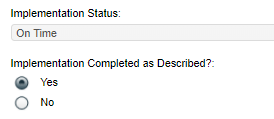 Implementation Status:
On Time
Implementation Completed as Described?:
Yes
No